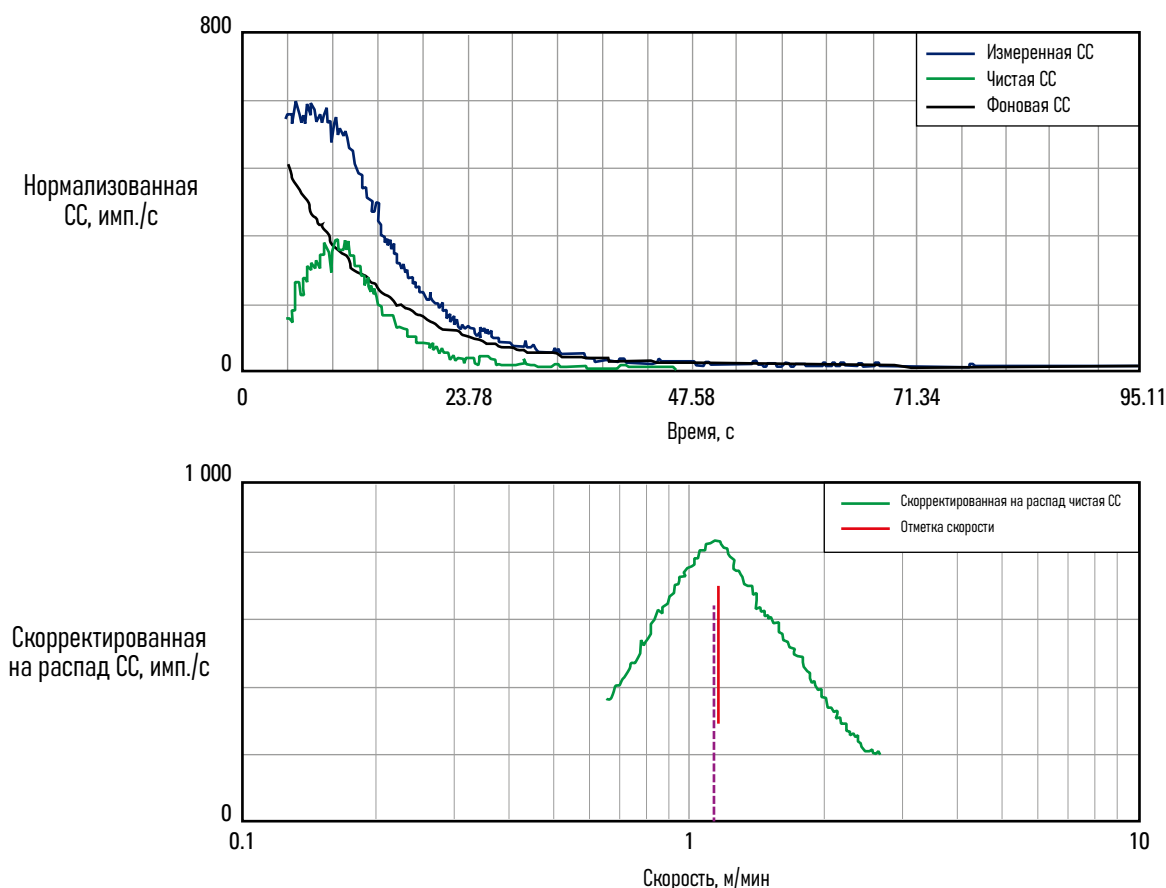 800
Измеренная СС
Чистая СС
Фоновая СС
Нормализованная
СС, имп./с
0
0
23.78
47.58
71.34
95.11
Время, с
1 000
Скорректированная на распад чистая СС
Отметка скорости
Скорректированная
на распад СС, имп./с
0
0.1
1
10
Скорость, м/мин